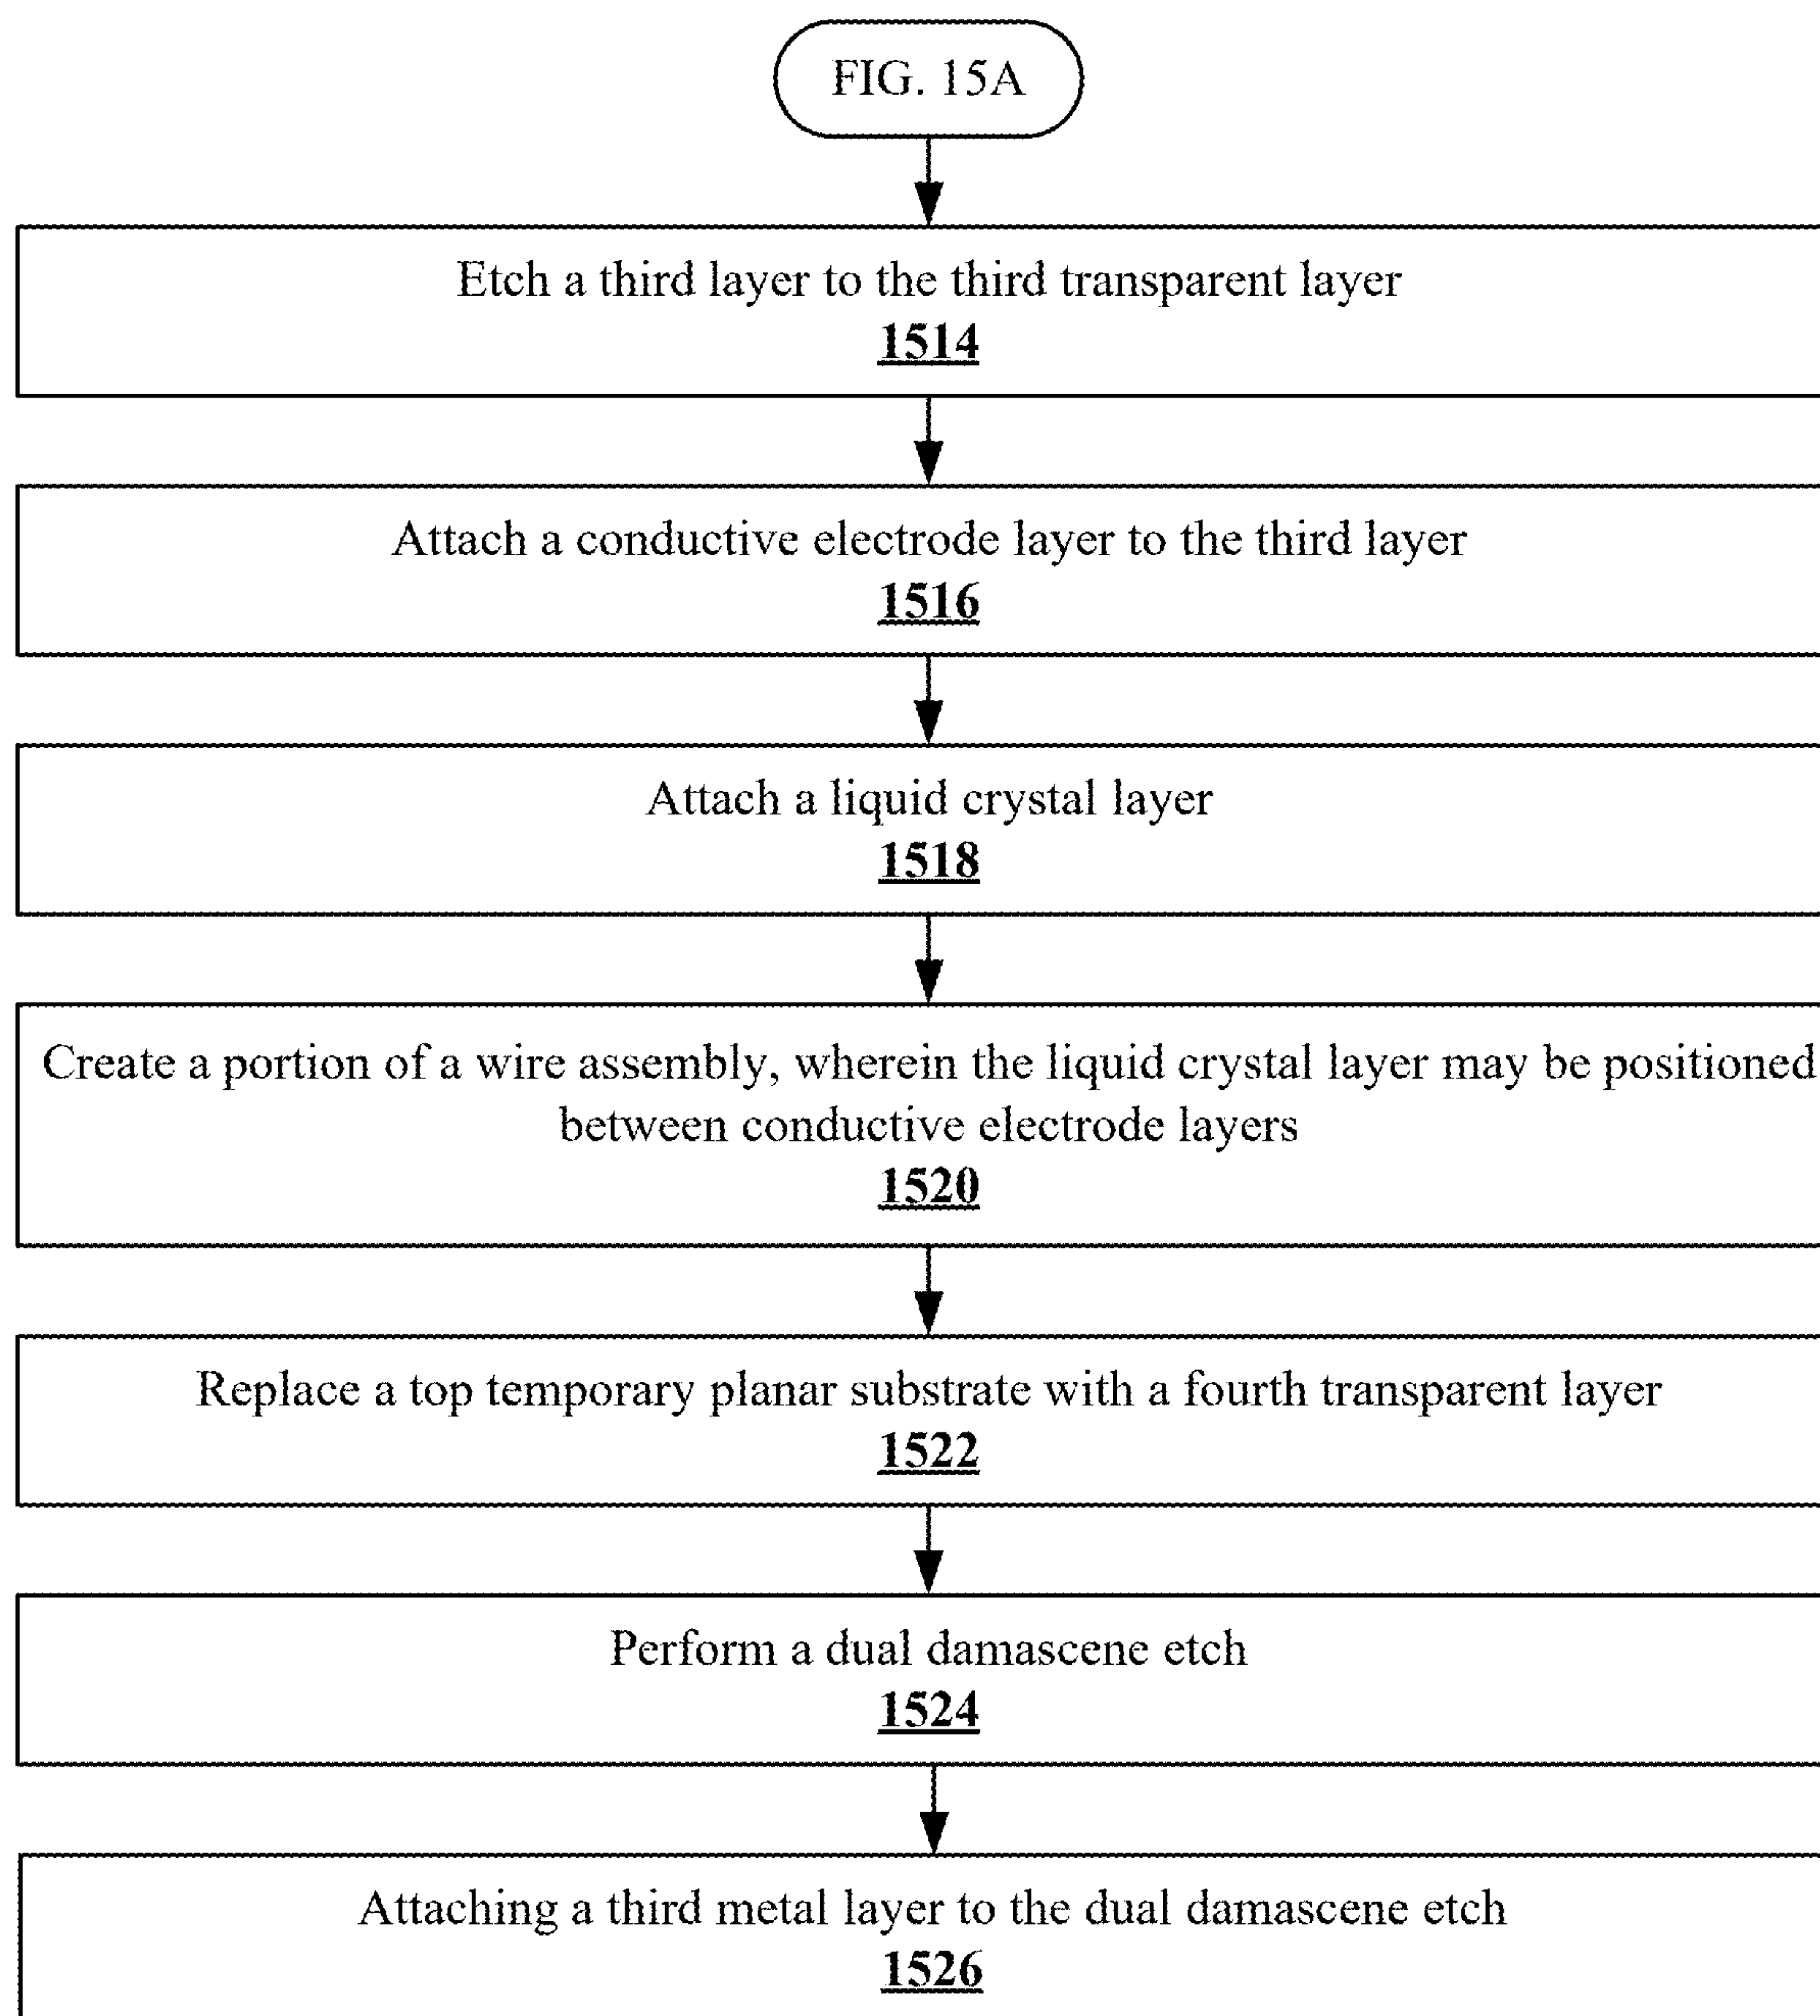 FIG. 15A
Etch a third layer to the third transparent layer
1514
Attach a conductive electrode layer to the third layer
1516
Attach a liquid crystal layer
1518
Create a portion of a wire assembly, wherein the liquid crystal layer may be positioned
between conductive electrode layers
1520
Replace a top temporary planar substrate with a fourth transparent layer
1522
Perform a dual damascene etch
1524
Attaching a third metal layer to the dual damascene etch
1526